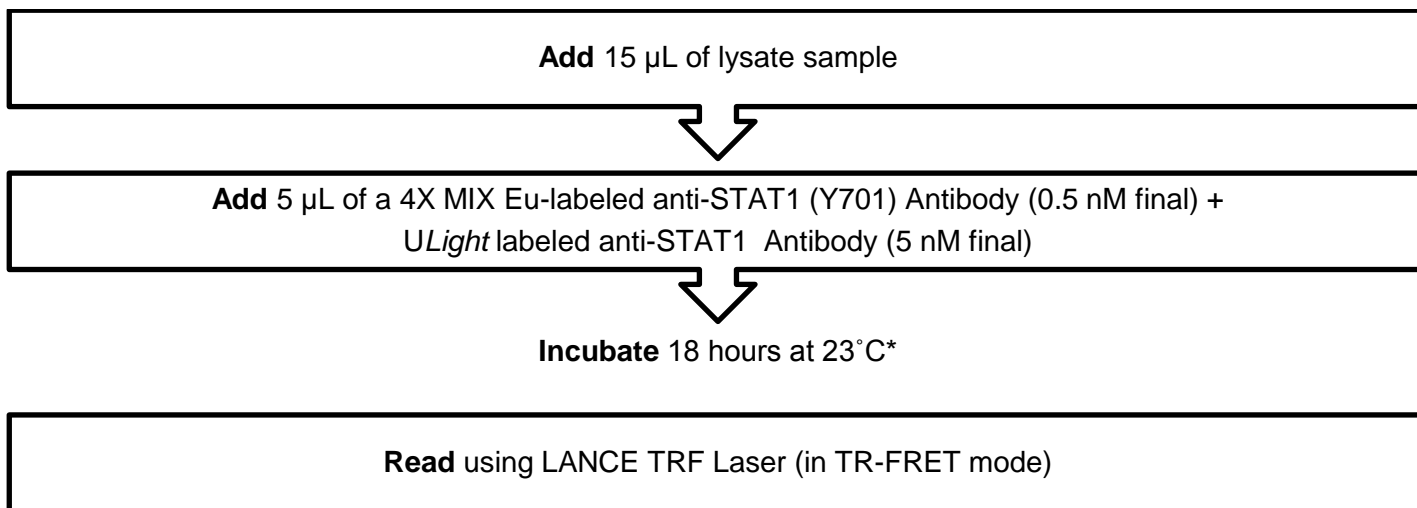 Add 15 µL of lysate sample
Add 5 µL of a 4X MIX Eu-labeled anti-STAT1 (Y701) Antibody (0.5 nM final) +
ULight labeled anti-STAT1 Antibody (5 nM final)
Incubate 18 hours at 23˚C*
Read using LANCE TRF Laser (in TR-FRET mode)